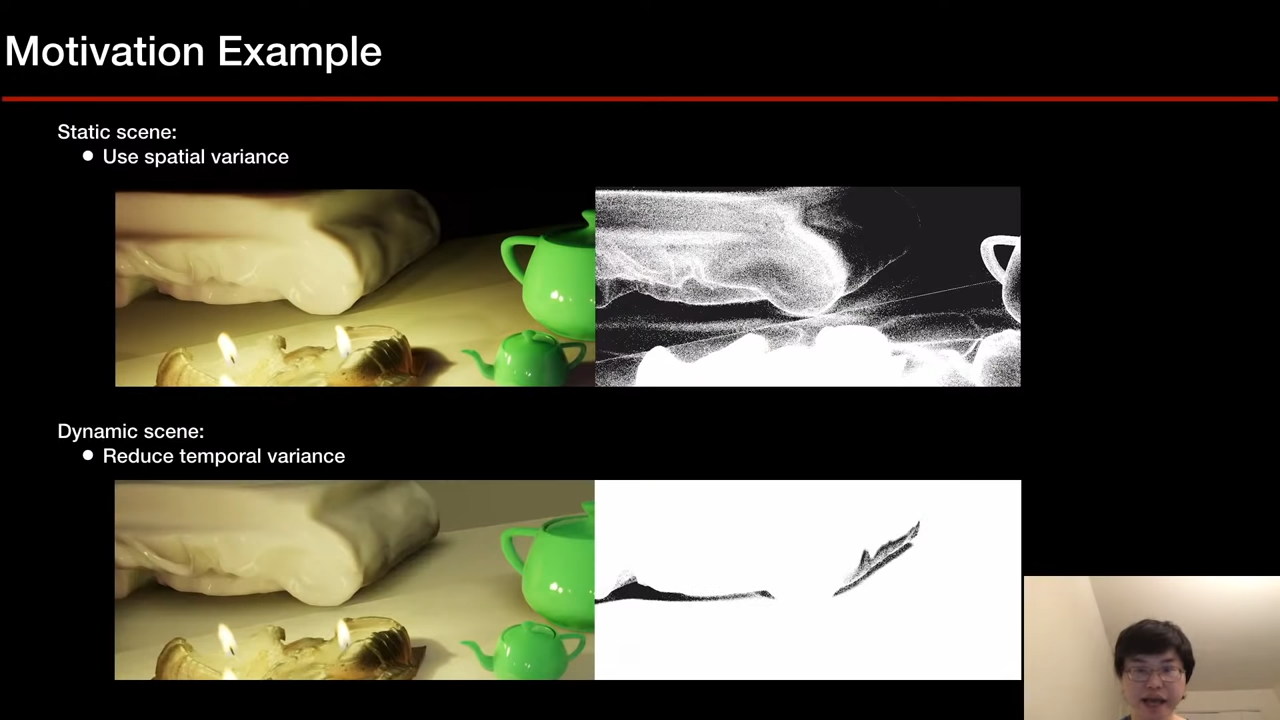 Motivation Example
Static scene:
● Use spatial variance
Dynamic scene:
● Reduce temporal variance